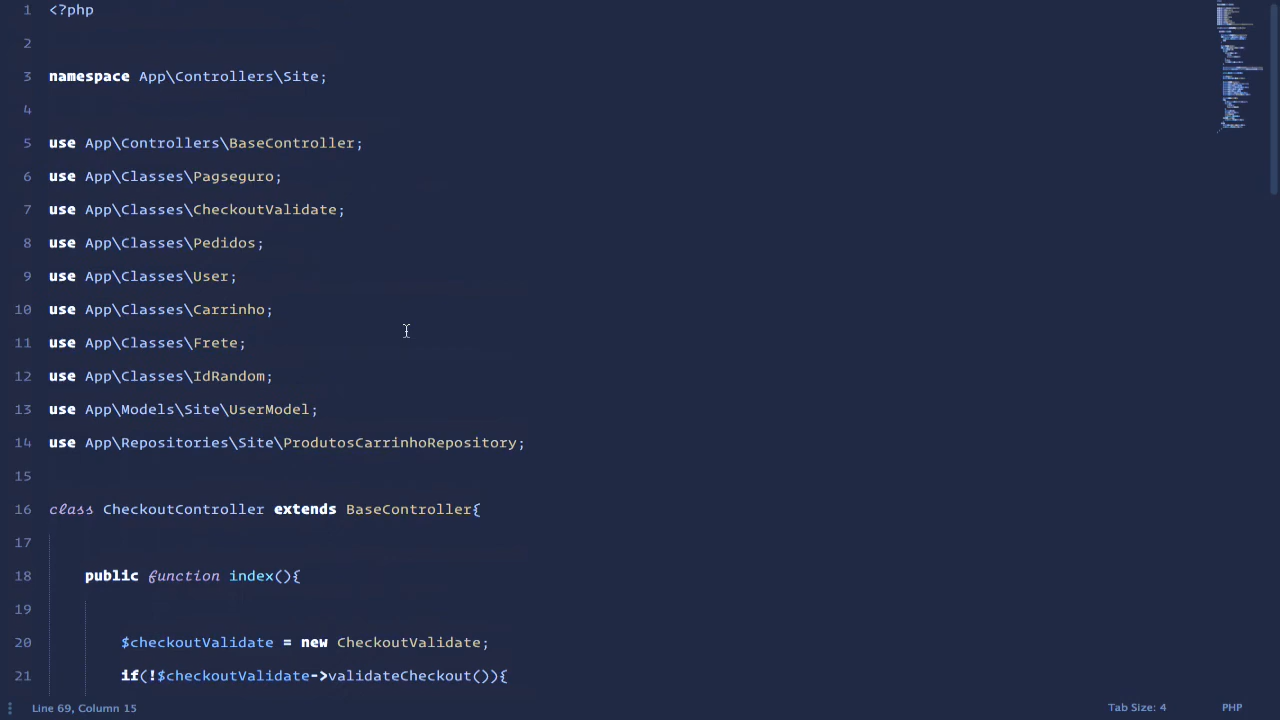 1 <?php
2
3 namespace App\Controllers\Site;
4
5 use App\Controllers\BaseController;
6 use App\Classes\Pagseguro;
7 use App\Classes\CheckoutValidate;
8 use App\Classes\Pedidos;
9 use App\Classes\User;
10 use App\Classes\Carrinho;
11 use App\Classes\Frete;
12 use App\Classes\IdRandom;
13 use App\Models\Site\UserModel;
14 use App\Repositories\Site\ProdutosCarrinhoRepository;
15
16 class CheckoutController extends BaseController{
17
18 public function index(){
19
20 $checkoutValidate = new CheckoutValidate;
21 if(!$checkoutValidate->validateCheckout()){
Line 69, Column 15 Tab Size: 4 PHP